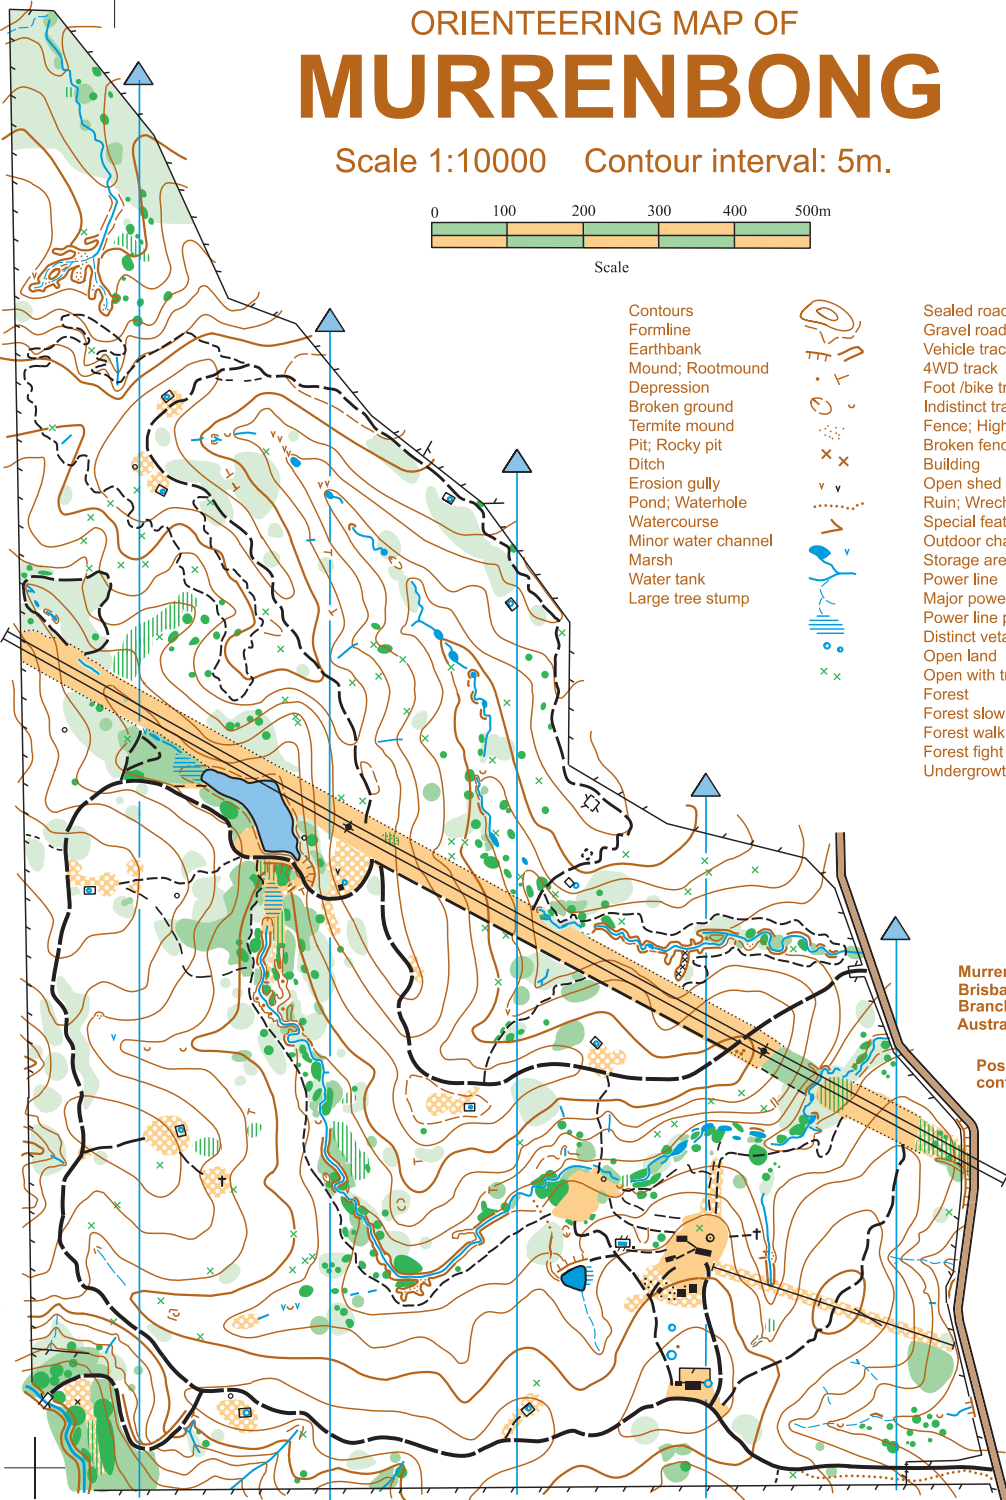 ORIENTEERING MAP OF
MURRENBONG
Scale 1:10000 Contour interval: 5m.
0 100 200 300 400 500m
Scale
Contours
Formline
Earthbank
Mound; Rootmound
Depression
Broken ground
Termite mound
Pit; Rocky pit
Ditch
Erosion gully
Pond; Waterhole
Watercourse
Minor water channel
Marsh
Water tank
Large tree stump
Sealed road
Gravel road
Vehicle trac
4WD track
Foot /bike tr
Indistinct tra
Fence; High
Broken fenc
Building
Open shed
Ruin; Wreck
Special feat
Outdoor cha
Storage are
Power line
Major powe
Power line p
Distinct veta
Open land
Open with tr
Forest
Forest slow
Forest walk
Forest fight
Undergrowt
Murrer
Brisba
Branch
Austra
Pos
con